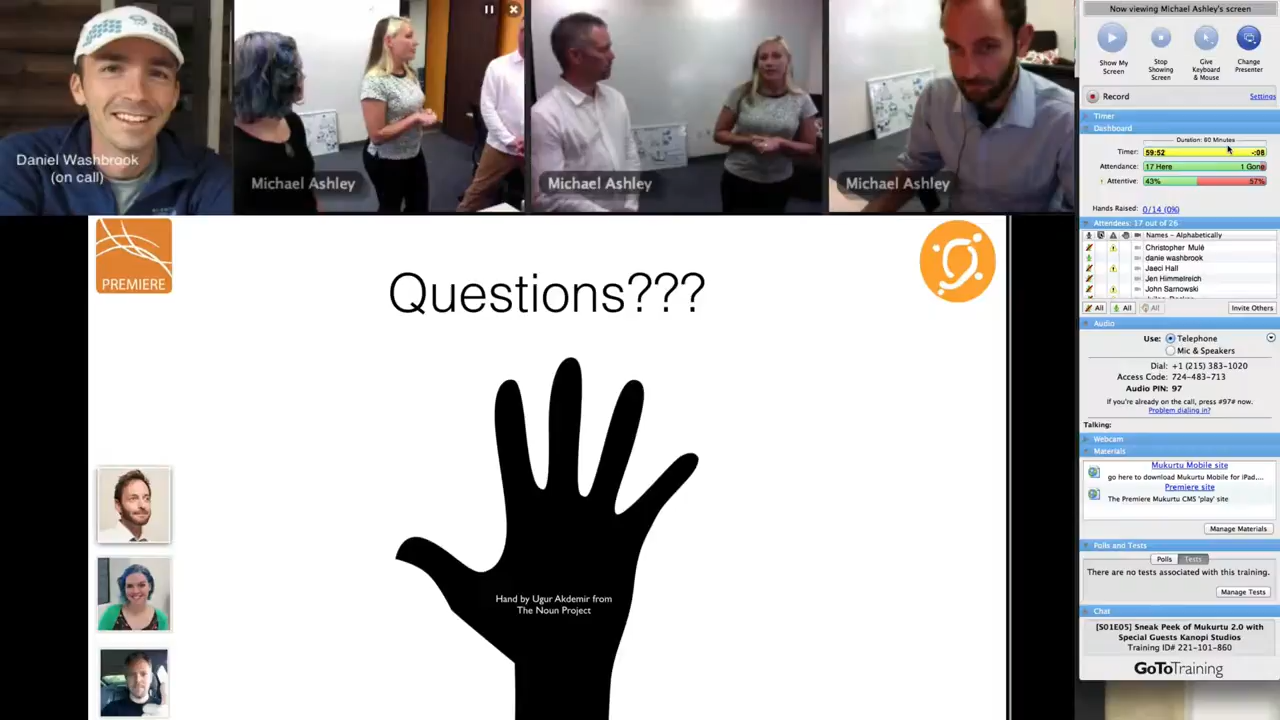 Daniel Washbrook
(on call)
Michael Ashley
Michael Ashley
Michael Ashley
PREMIERE
Questions???
Hand by Ugur Akdemir from
The Noun Project
Now viewing Michael Ashley's screen
Show My
Screen
Stop
Showing
Screen
Give
Keyboard
& Mouse
Change
Presenter
Record
Settings
Timer
Dashboard
Duration: 80 Minutes
Timer: 59:52 -:08
Attendance: 17 Here 1 Gone
Attentive: 43% 57%
Hands Raised: 0/14 (0%)
Attendees: 17 out of 26
Names - Alphabetically
Christopher Mulé
danie washbrook
Jaeci Hall
Jen Himmelreich
John Sarnowski
All All All Invite Others
Audio
Use: Telephone
Mic & Speakers
Dial: +1 (215) 383-1020
Access Code: 724-483-713
Audio PIN: 97
If you're already on the call, press #97# now.
Problem dialing in?
Talking:
Webcam
Materials
Mukurtu Mobile site
go here to download Mukurtu Mobile for iPad....
Premiere site
The Premiere Mukurtu CMS 'play' site
Manage Materials
Polls and Tests
Polls Tests
There are no tests associated with this training.
Manage Tests
Chat
[S01E05] Sneak Peek of Mukurtu 2.0 with
Special Guests Kanopi Studios
Training ID# 221-101-860
GoToTraining